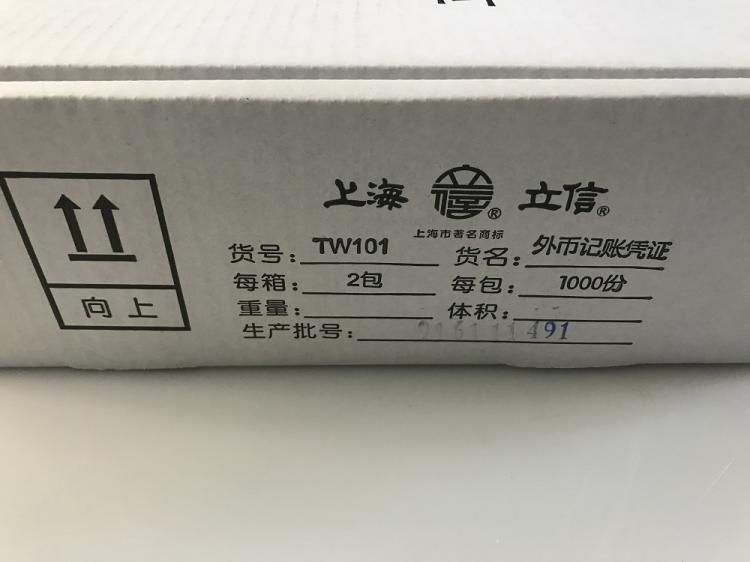 上海 信® 立信®
上海市著名商标
货号: TW101 货名: 外币记账凭证
每箱: 2包 每包: 1000份
重量: 体积:
生产批号: 916111491
向上